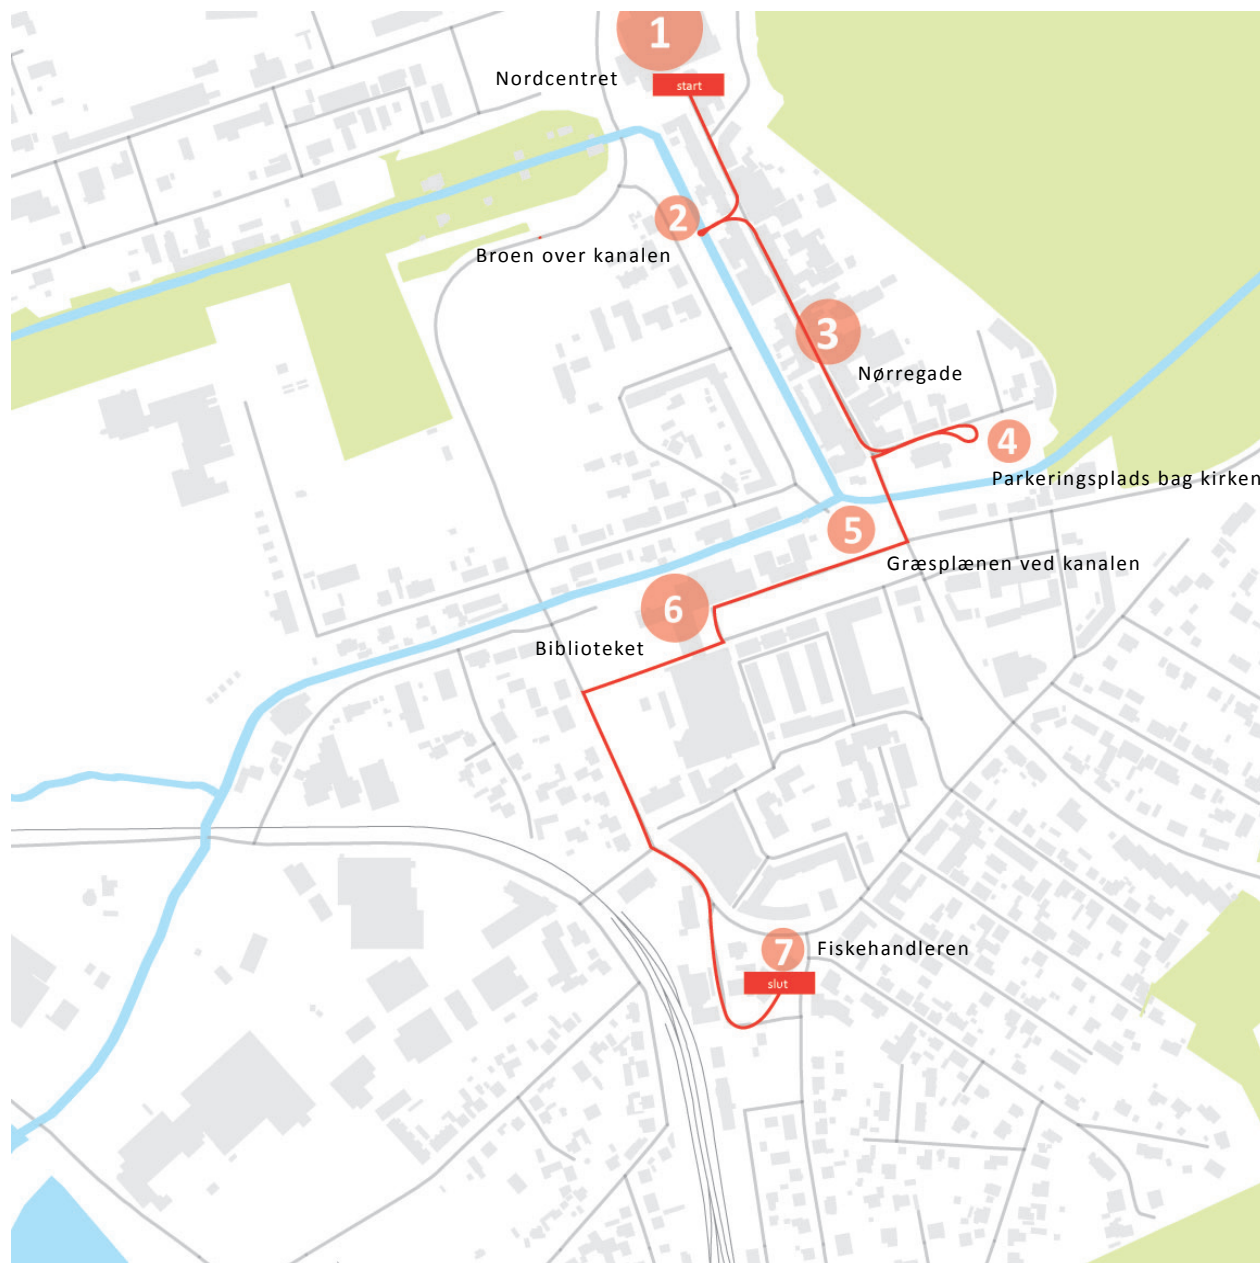 1
Nordcentret
start
2
Broen over kanalen
3
Nørregade
4
Parkeringsplads bag kirken
5
Græsplænen ved kanalen
6
Biblioteket
7
Fiskehandleren
slut